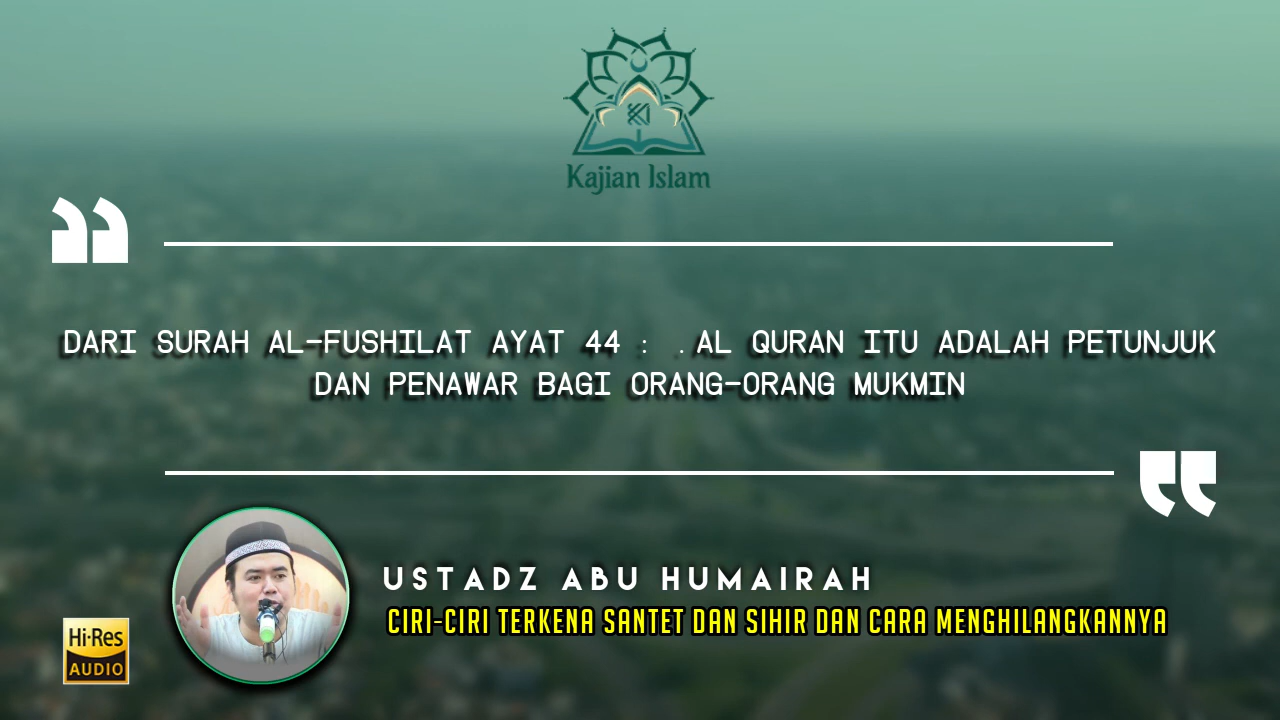 Kajian Islam
DARI SURAH AL-FUSHILAT AYAT 44 : .AL QURAN ITU ADALAH PETUNJUK
DAN PENAWAR BAGI ORANG-ORANG MUKMIN
USTADZ ABU HUMAIRAH
CIRI-CIRI TERKENA SANTET DAN SIHIR DAN CARA MENGHILANGKANNYA
Hi-Res
AUDIO